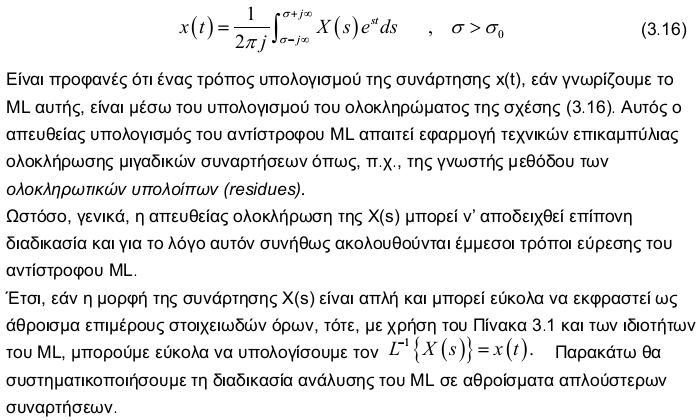 x(t) = \frac{1}{2\pi j} \int_{\sigma-j\infty}^{\sigma+j\infty} X(s) e^{st} ds , σ > σ₀ (3.16)
Είναι προφανές ότι ένας τρόπος υπολογισμού της συνάρτησης x(t), εάν γνωρίζουμε το
ML αυτής, είναι μέσω του υπολογισμού του ολοκληρώματος της σχέσης (3.16). Αυτός ο
απευθείας υπολογισμός του αντίστροφου ML απαιτεί εφαρμογή τεχνικών επικαμπύλιας
ολοκλήρωσης μιγαδικών συναρτήσεων όπως, π.χ., της γνωστής μεθόδου των
ολοκληρωτικών υπολοίπων (residues).
Ωστόσο, γενικά, η απευθείας ολοκλήρωση της X(s) μπορεί ν’ αποδειχθεί επίπονη
διαδικασία και για το λόγο αυτόν συνήθως ακολουθούνται έμμεσοι τρόποι εύρεσης του
αντίστροφου ML.
Έτσι, εάν η μορφή της συνάρτησης X(s) είναι απλή και μπορεί εύκολα να εκφραστεί ως
άθροισμα επιμέρους στοιχειωδών όρων, τότε, με χρήση του Πίνακα 3.1 και των ιδιοτήτων
του ML, μπορούμε εύκολα να υπολογίσουμε τον L⁻¹{X(s)} = x(t). Παρακάτω θα
συστηματικοποιήσουμε τη διαδικασία ανάλυσης του ML σε αθροίσματα απλούστερων
συναρτήσεων.